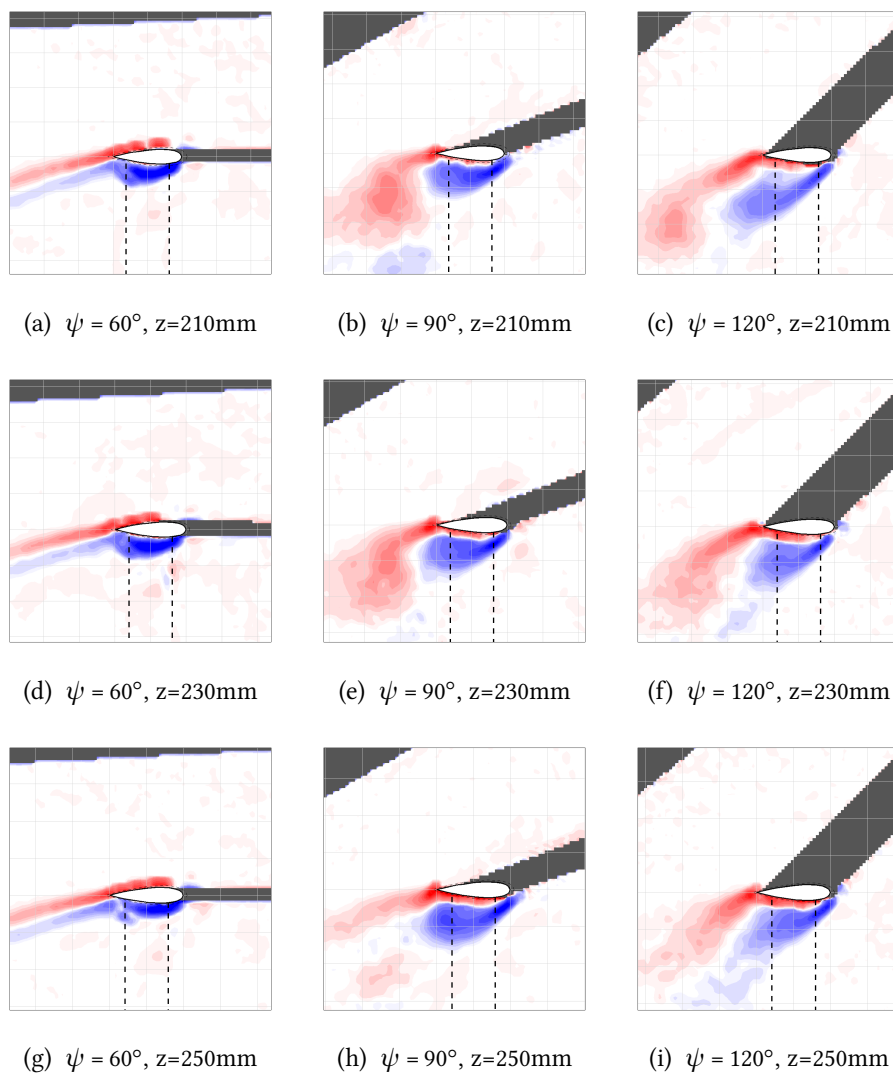 (a) ψ = 60°, z=210mm
(b) ψ = 90°, z=210mm
(c) ψ = 120°, z=210mm
(d) ψ = 60°, z=230mm
(e) ψ = 90°, z=230mm
(f) ψ = 120°, z=230mm
(g) ψ = 60°, z=250mm
(h) ψ = 90°, z=250mm
(i) ψ = 120°, z=250mm